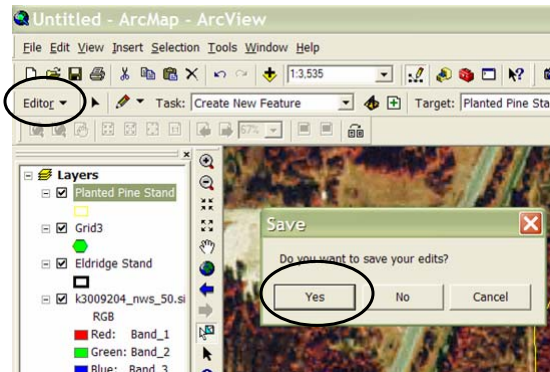 Untitled - ArcMap - ArcView
File Edit View Insert Selection Tools Window Help
1:3,535
Editor Task: Create New Feature Target: Planted Pine Sta
67%
Layers
Planted Pine Stand
Grid3
Eldridge Stand
k3009204_nws_50.si
RGB
Red: Band_1
Green: Band_2
Blue: Band_3
Save
Do you want to save your edits?
Yes No Cancel